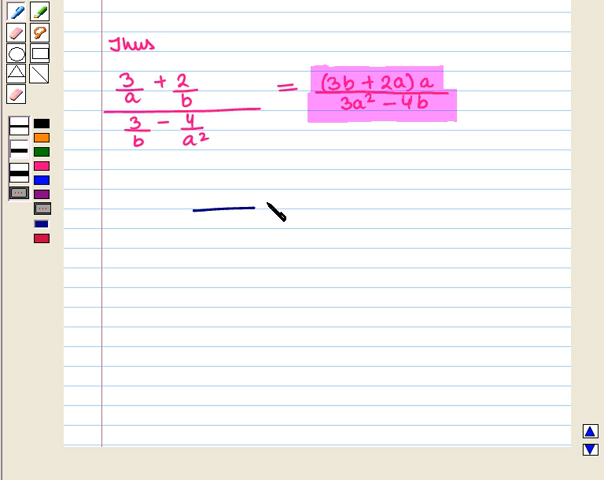 Thus
3/a + 2/b / 3/b - 4/a² = (3b + 2a) a / 3a² - 4b